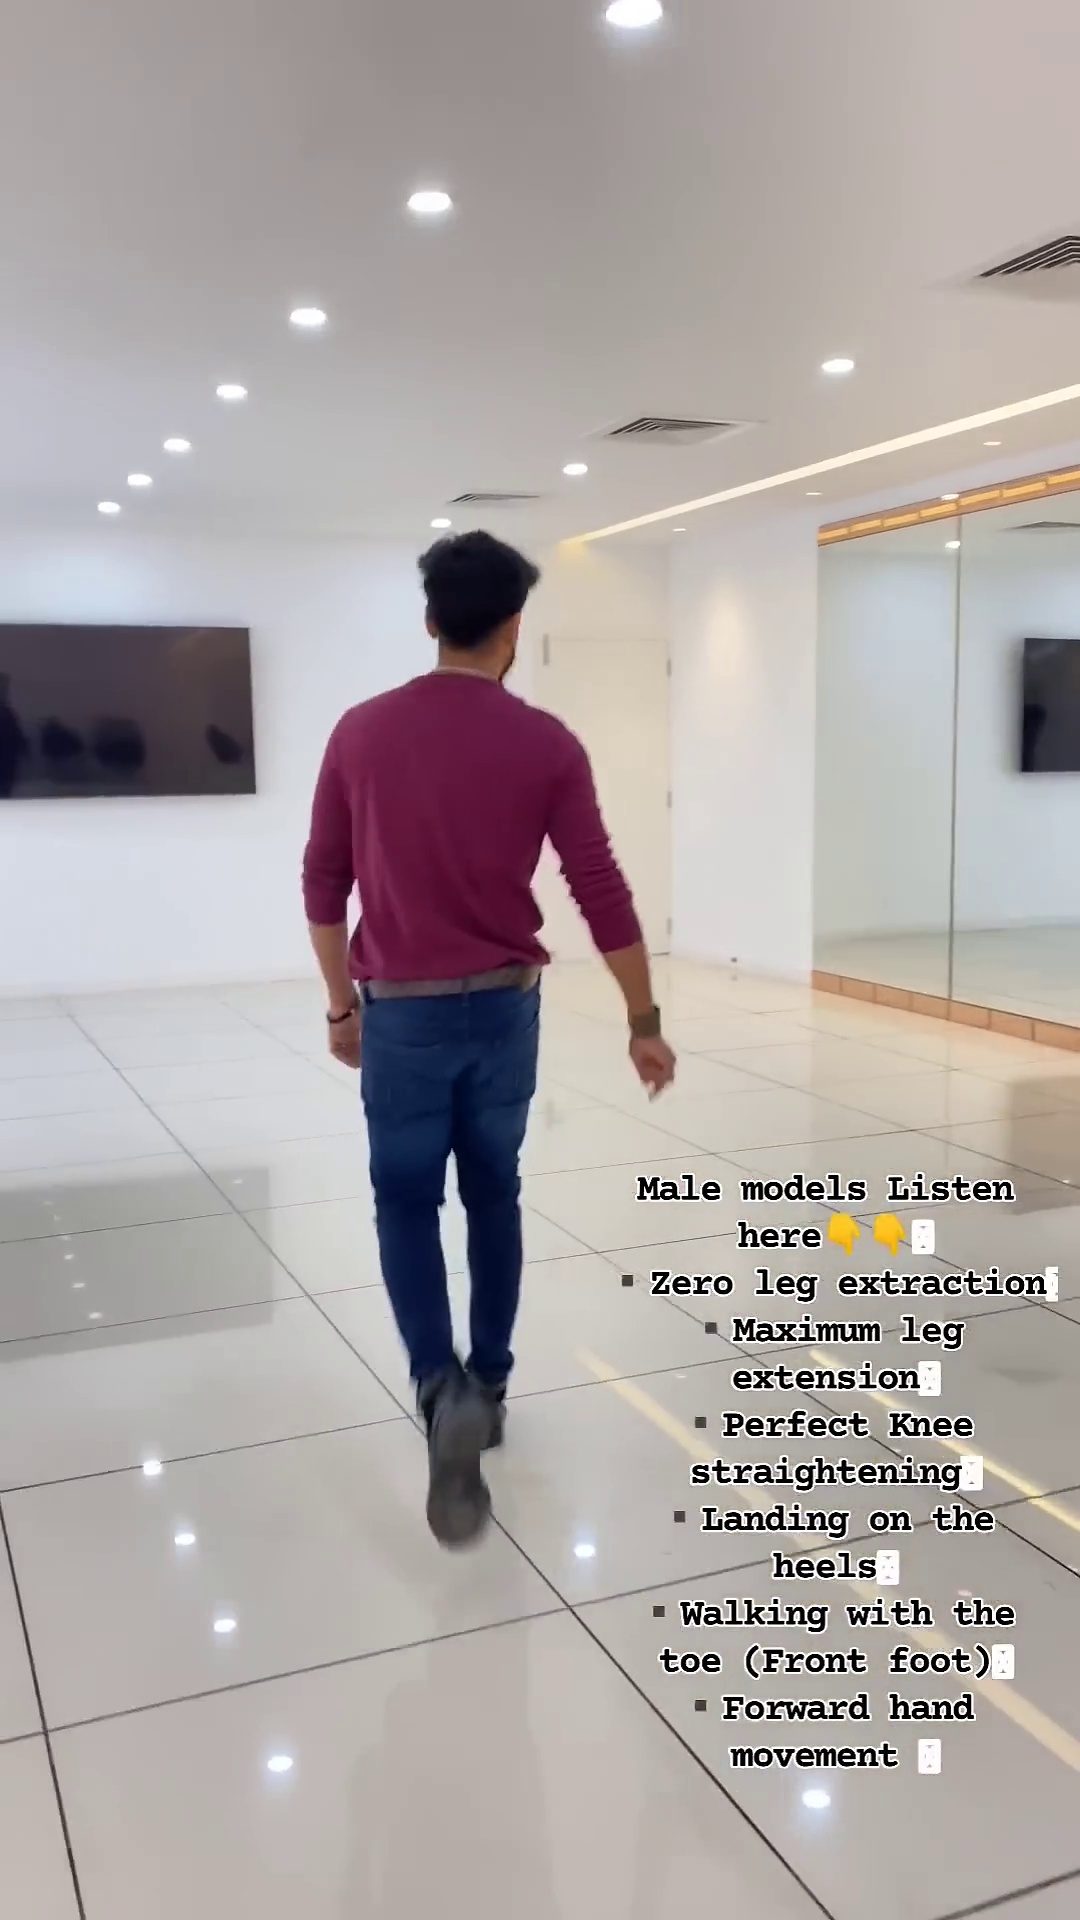 Male models Listen
here👇👇
▪ Zero leg extraction
▪ Maximum leg
extension
▪ Perfect Knee
straightening
▪ Landing on the
heels
▪ Walking with the
toe (Front foot)
▪ Forward hand
movement